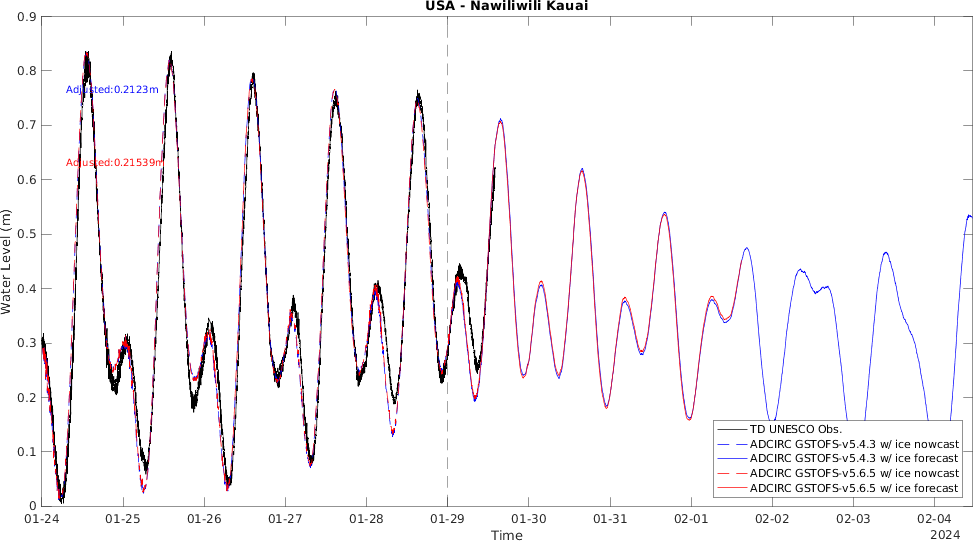 USA - Nawiliwili Kauai
0.9
0.8
0.7
0.6
0.5
0.4
0.3
0.2
0.1
0
Water Level (m)
Adjusted:0.2123m
Adjusted:0.21539m
TD UNESCO Obs.
ADCIRC GSTOFS-v5.4.3 w/ ice nowcast
ADCIRC GSTOFS-v5.4.3 w/ ice forecast
ADCIRC GSTOFS-v5.6.5 w/ ice nowcast
ADCIRC GSTOFS-v5.6.5 w/ ice forecast
01-24 01-25 01-26 01-27 01-28 01-29 01-30 01-31 02-01 02-02 02-03 02-04
Time
2024